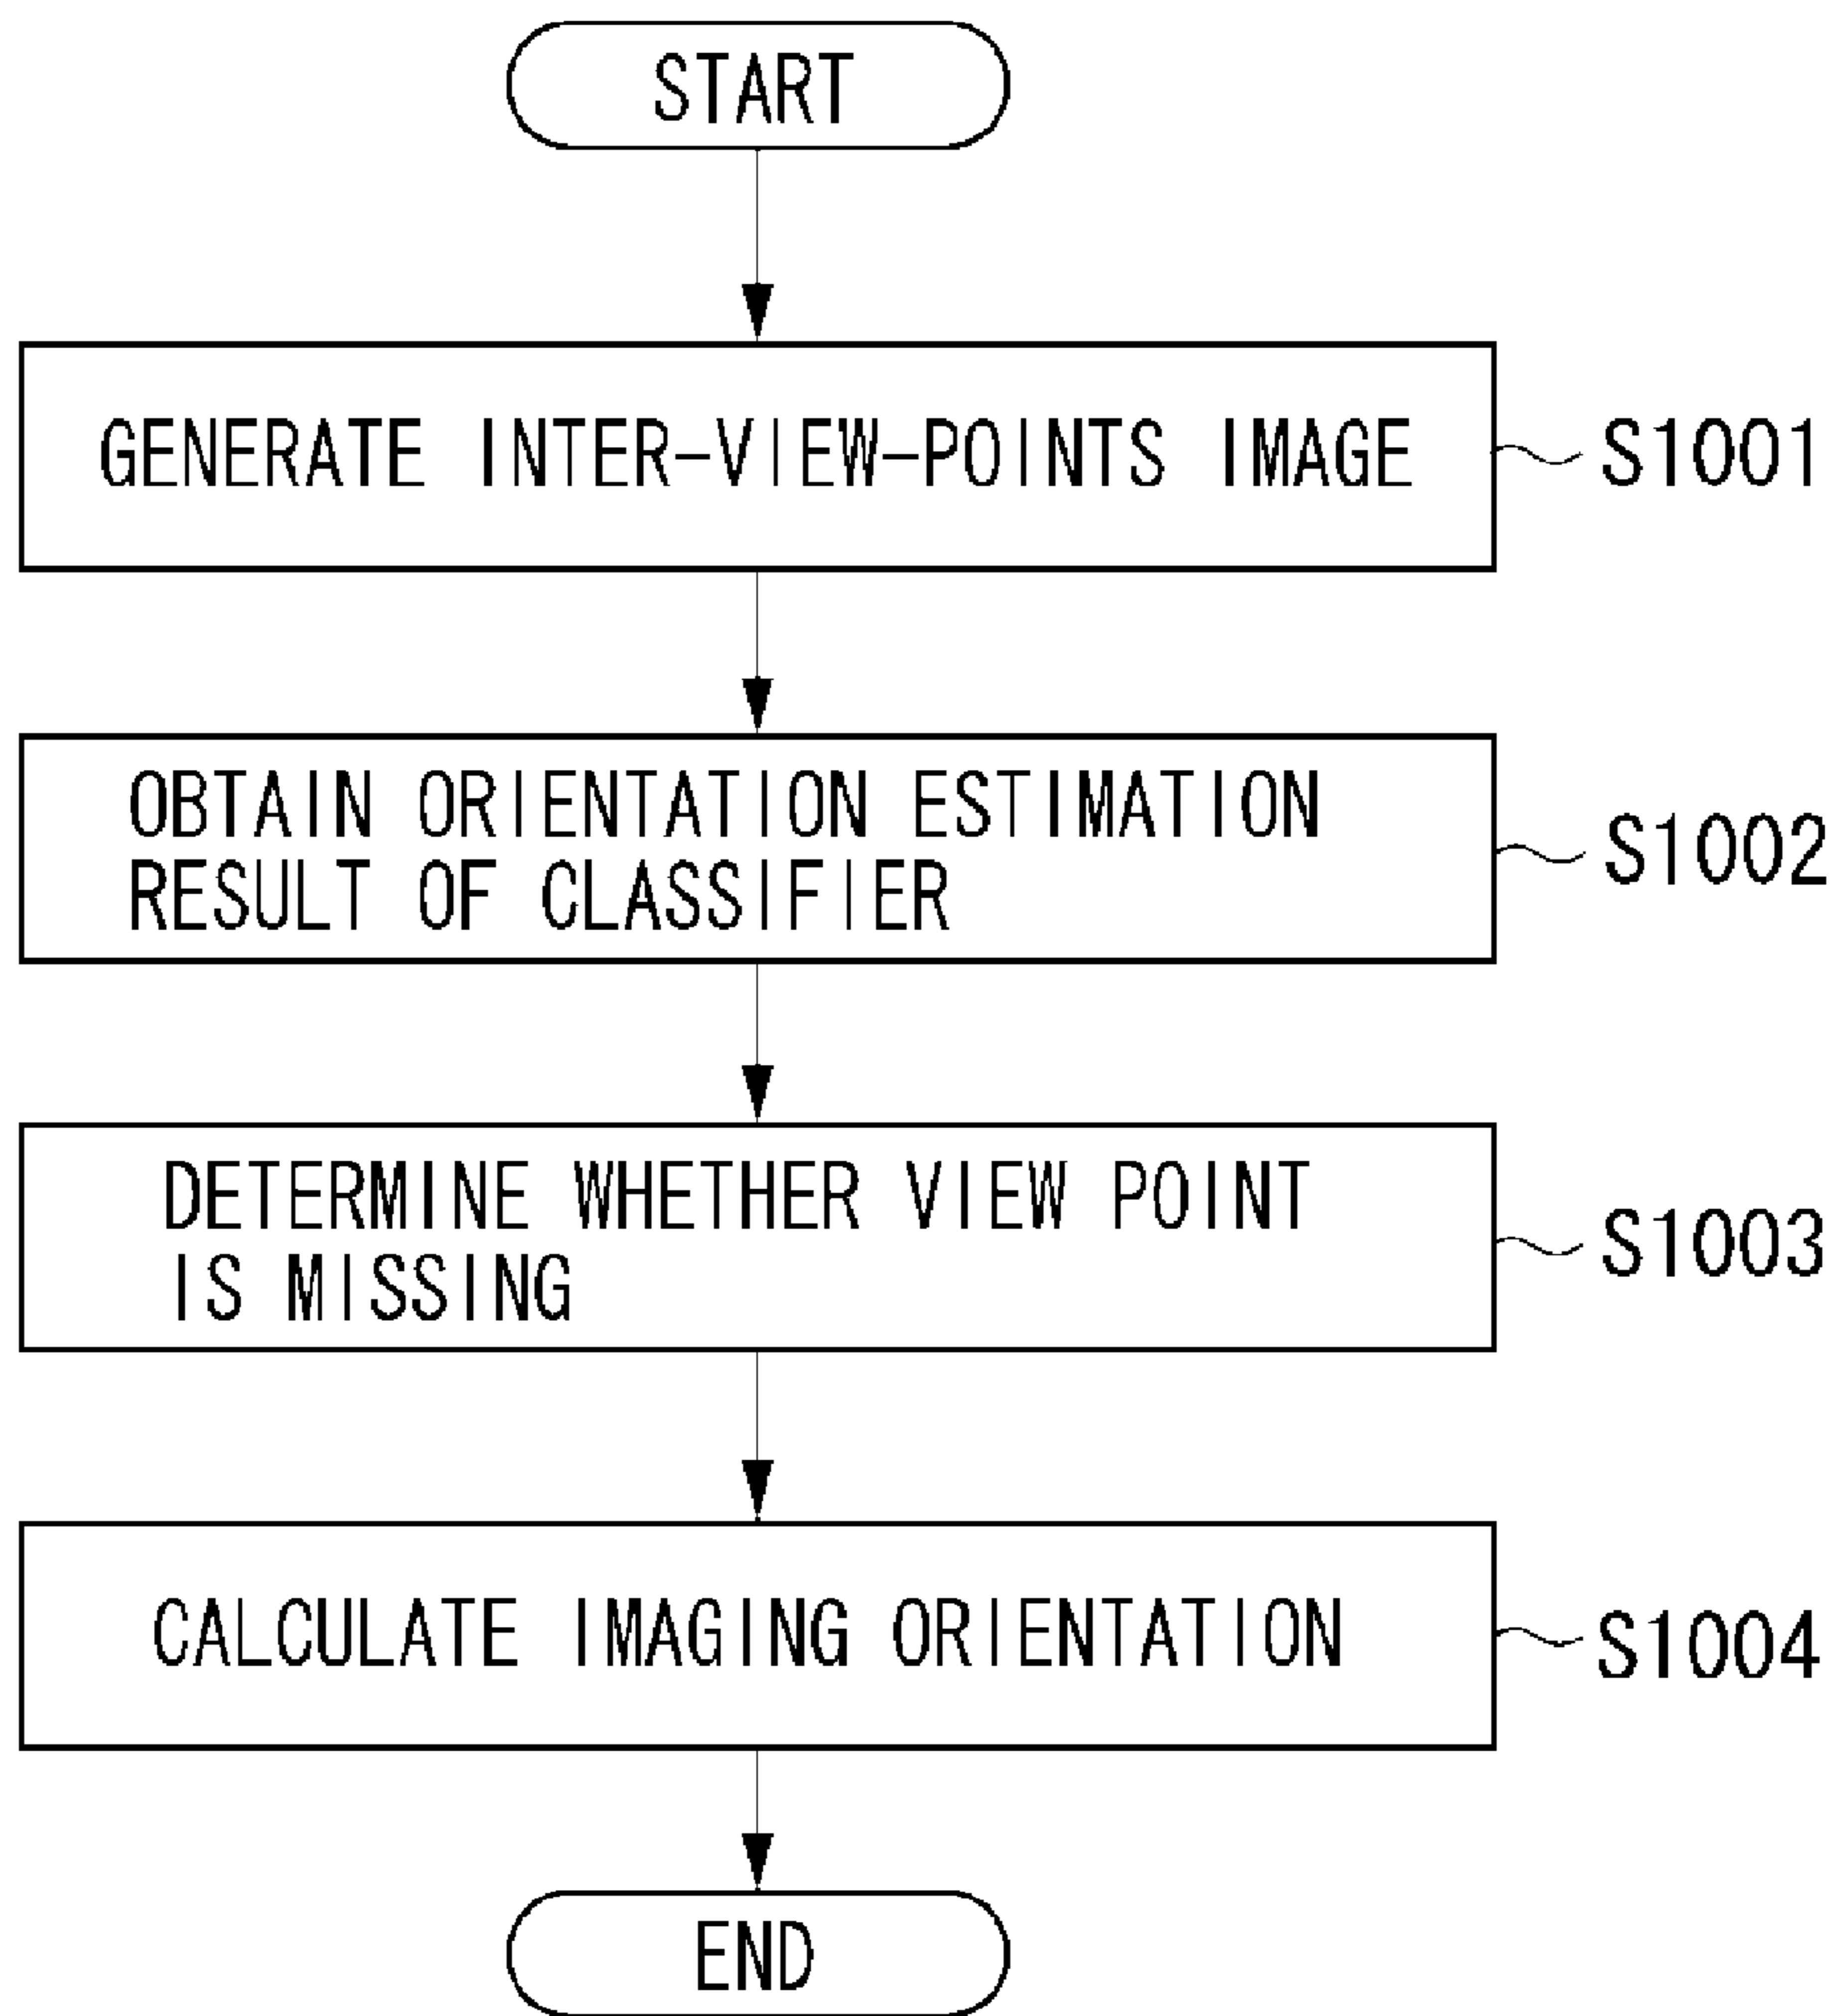 START
GENERATE INTER-VIEW-POINTS IMAGE
S1001
OBTAIN ORIENTATION ESTIMATION
RESULT OF CLASSIFIER
S1002
DETERMINE WHETHER VIEW POINT
IS MISSING
S1003
CALCULATE IMAGING ORIENTATION
S1004
END